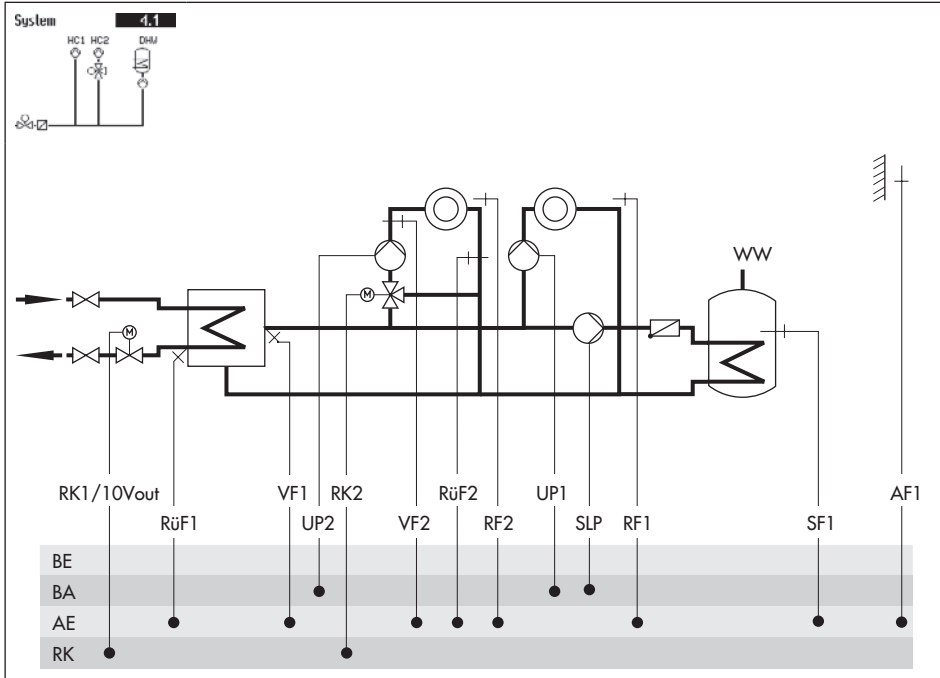 System 4.1
HC1 HC2 DHW
WW
M
M
RK1/10Vout VF1 RK2 RüF2 UP1 AF1
RüF1 UP2 VF2 RF2 SLP RF1 SF1
BE
BA
AE
RK